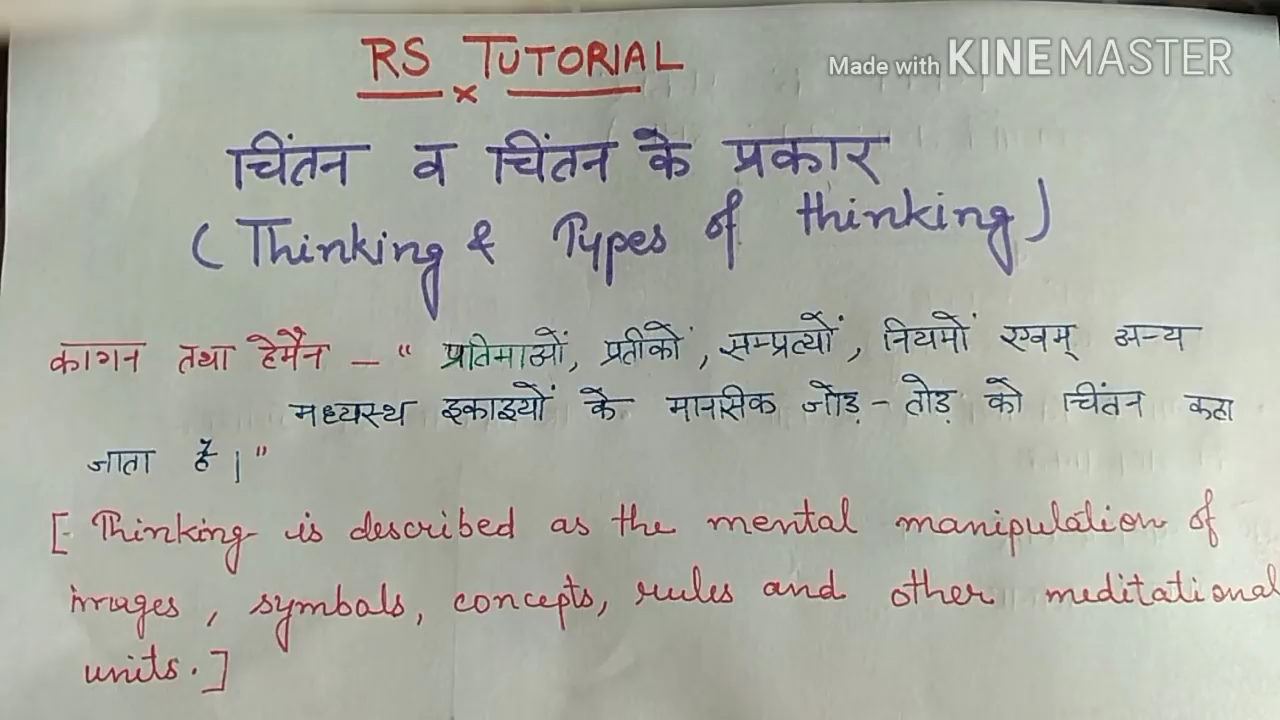 RS TUTORIAL
Made with KINEMASTER
चिंतन व चिंतन के प्रकार
(Thinking & Types of thinking)
कागन तथा हेमैन – “ प्रतिमाओं, प्रतीकों, सम्प्रत्यों, नियमों एवम् अन्य
मध्यस्थ इकाइयों के मानसिक जोड़ - तोड़ को चिंतन कहा
जाता है।”
[ Thinking is described as the mental manipulation of
images, symbols, concepts, rules and other meditational
units.]